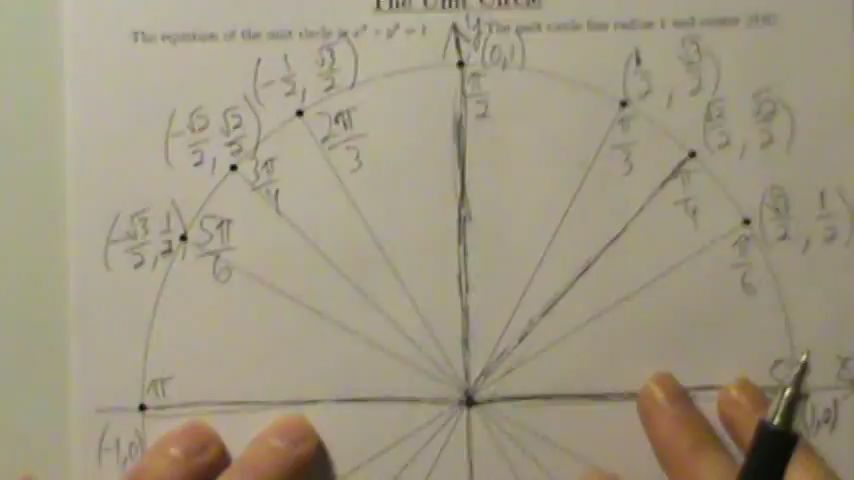 The Unit Circle
The equation of the unit circle is x² + y² = 1 The unit circle has radius 1 and center (0,0)
y
(0,1)
π/2
(-1/2, √3/2)
2π/3
(1/2, √3/2)
π/3
(-√2/2, √2/2)
3π/4
(√2/2, √2/2)
π/4
(-√3/2, 1/2)
5π/6
(√3/2, 1/2)
π/6
π
(-1,0)
(1,0)